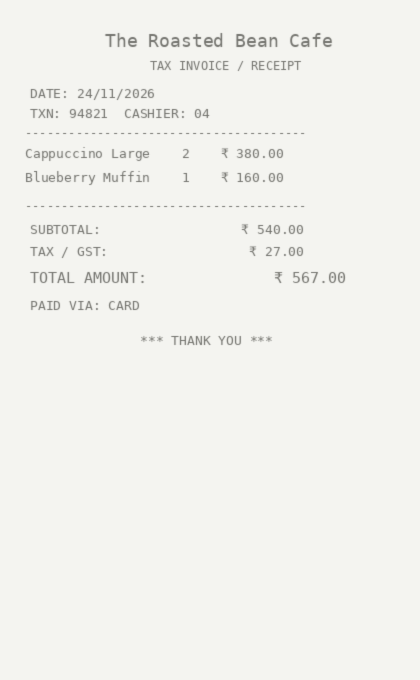 The Roasted Bean Cafe
TAX INVOICE / RECEIPT
DATE: 24/11/2026
TXN: 94821  CASHIER: 04
------------------------------------
Cappuccino Large    2    ₹ 380.00
Blueberry Muffin    1    ₹ 160.00
------------------------------------
SUBTOTAL:    ₹ 540.00
TAX / GST:    ₹ 27.00
TOTAL AMOUNT:    ₹ 567.00
PAID VIA: CARD
*** THANK YOU ***